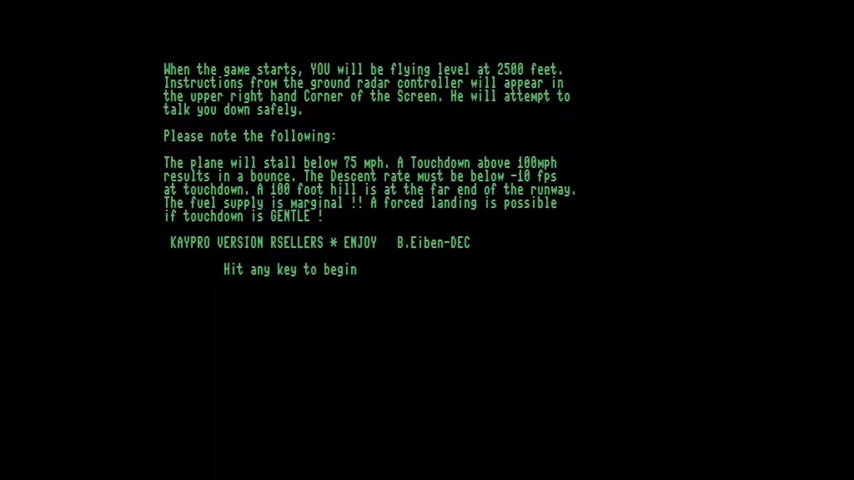 When the game starts, YOU will be flying level at 2500 feet.
Instructions from the ground radar controller will appear in
the upper right hand Corner of the Screen. He will attempt to
talk you down safely.
Please note the following:
The plane will stall below 75 mph. A Touchdown above 100mph
results in a bounce. The Descent rate must be below -10 fps
at touchdown. A 100 foot hill is at the far end of the runway.
The fuel supply is marginal !! A forced landing is possible
if touchdown is GENTLE !
KAYPRO VERSION RSELLERS * ENJOY B.Eiben-DEC
Hit any key to begin